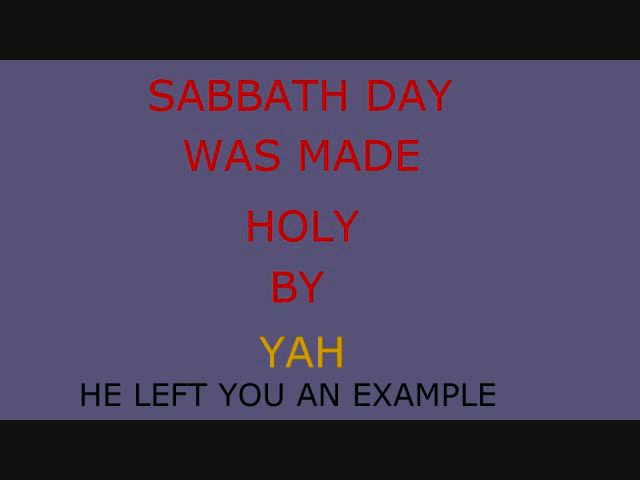 SABBATH DAY
WAS MADE
HOLY
BY
YAH
HE LEFT YOU AN EXAMPLE